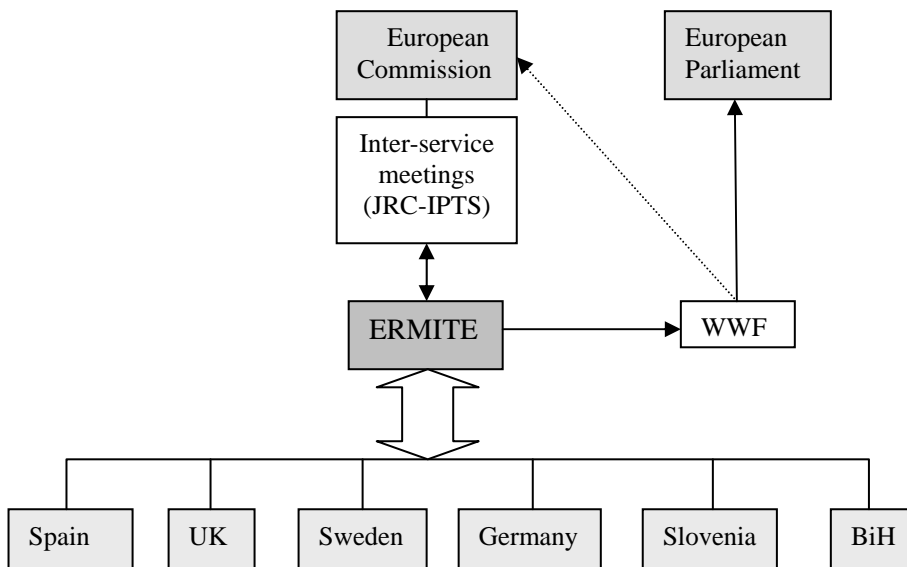 European
Commission
European
Parliament
Inter-service
meetings
(JRC-IPTS)
ERMITE
WWF
Spain
UK
Sweden
Germany
Slovenia
BiH